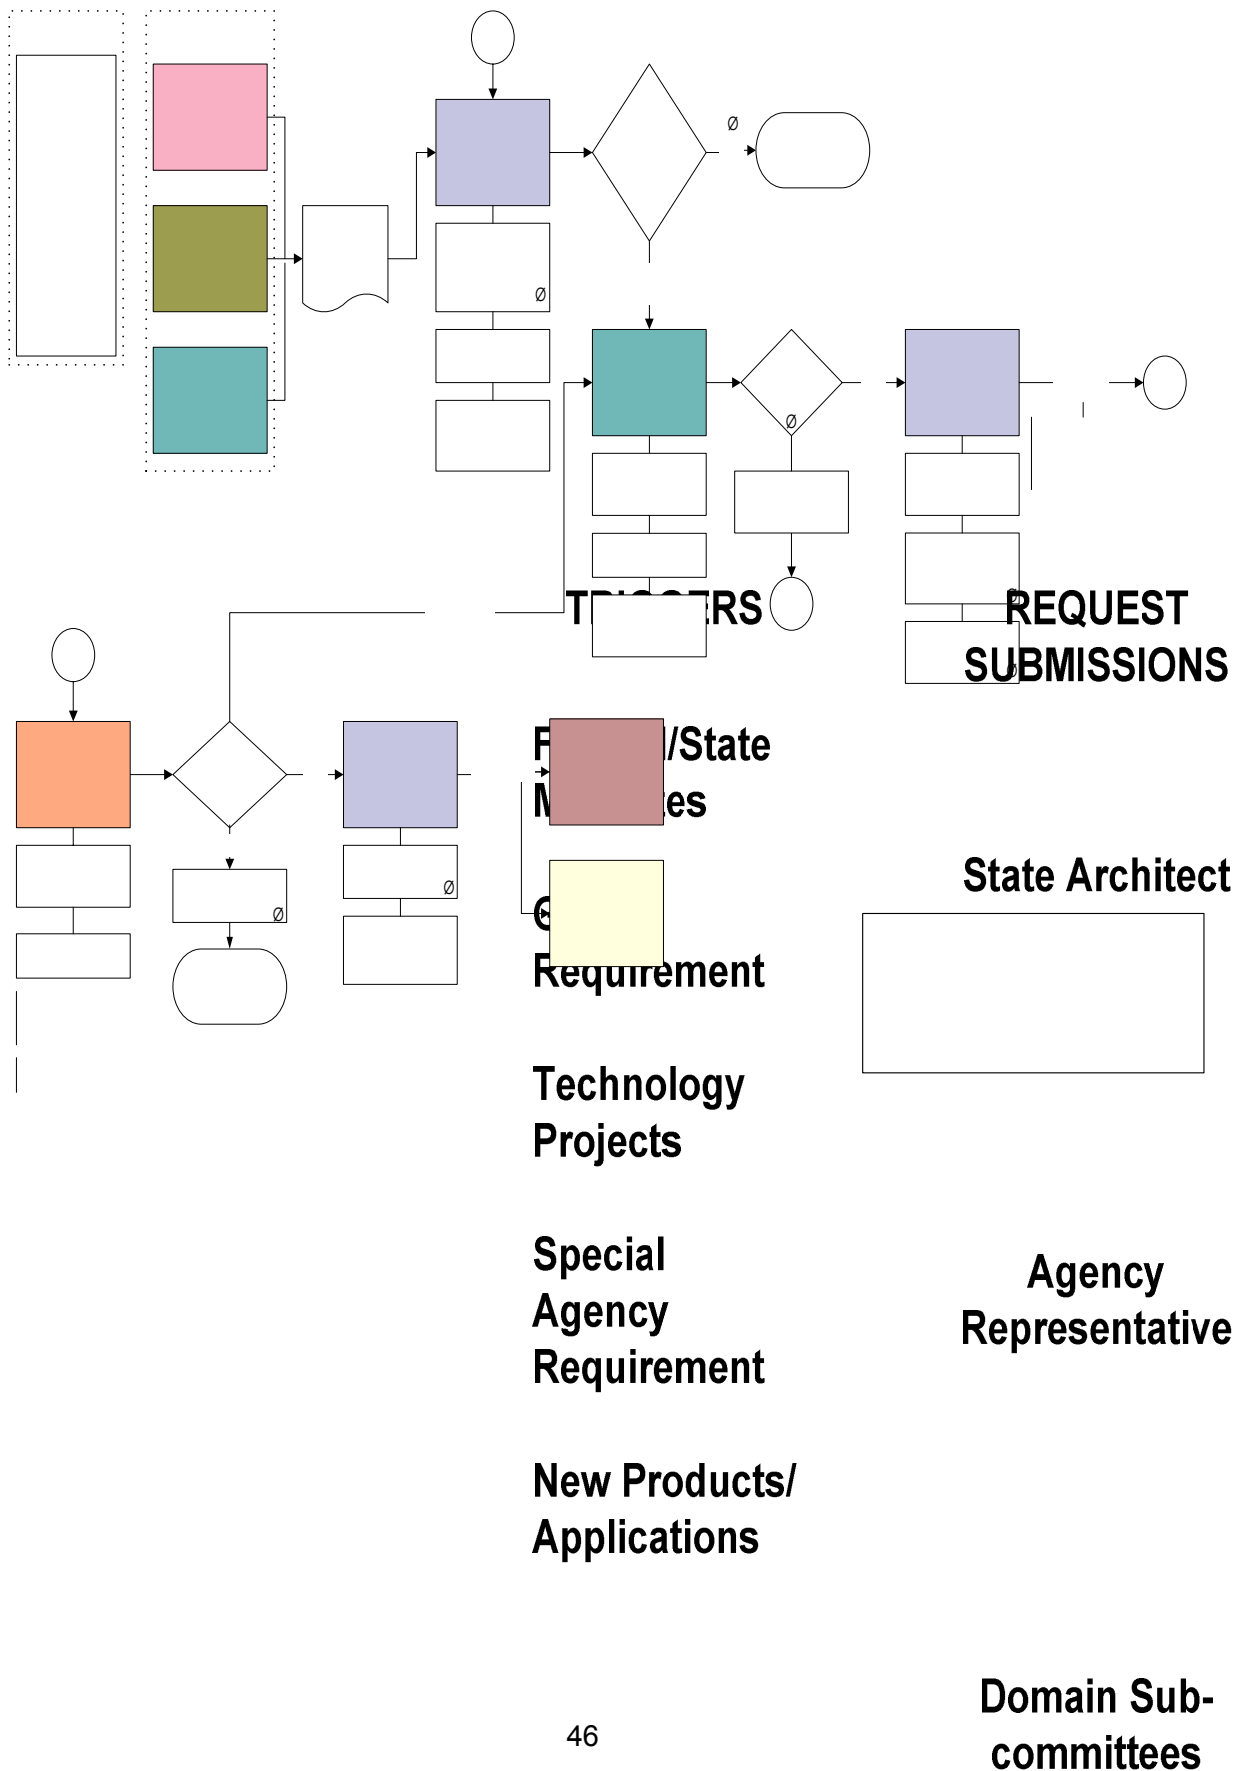 Ø
Ø
Ø
TRIGGERS
REQUEST
SUBMISSIONS
Ø
Ø
/State
Ø
Ø
Requirement
Technology
Projects
Special
Agency
Requirement
New Products/
Applications
State Architect
Agency
Representative
Domain Sub-
committees
46